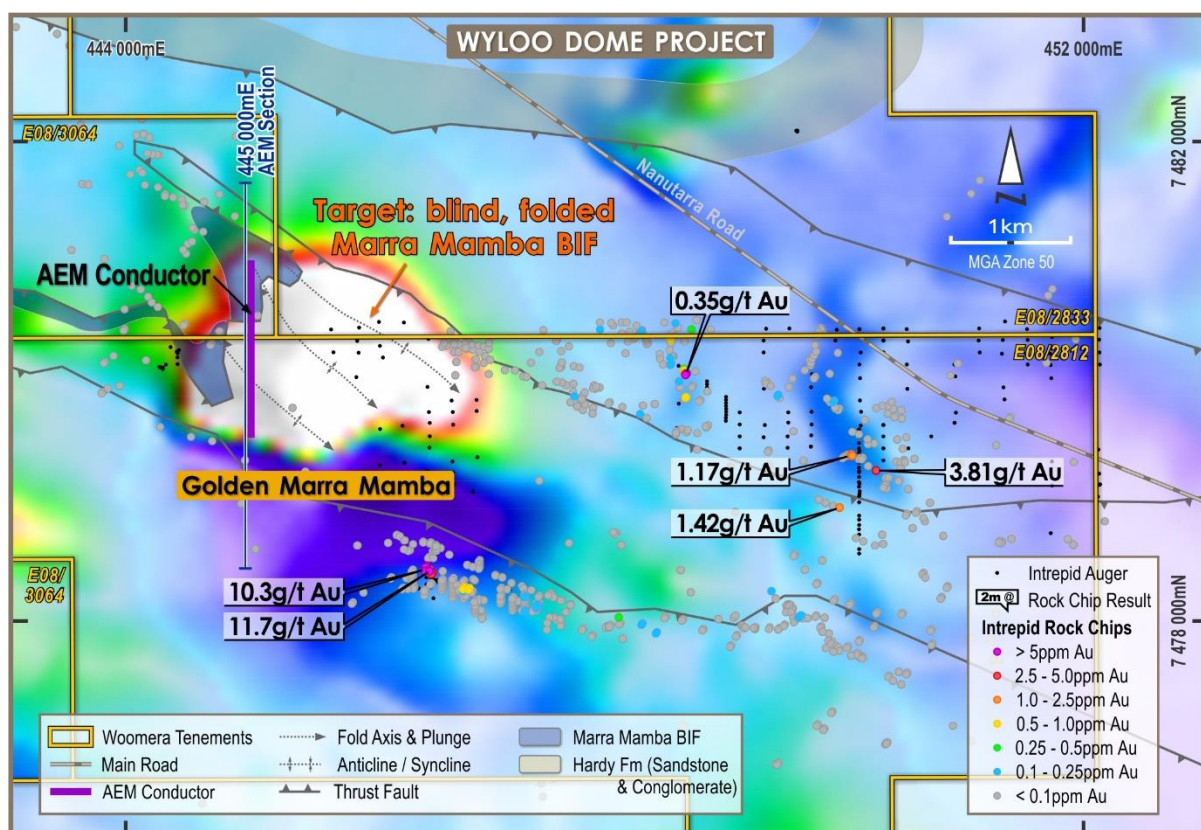 WYLOO DOME PROJECT
444 000mE
452 000mE
E08/3064
445 000mE
AEM Section
7 482 000mN
Nanutarra Road
Target: blind, folded
Marra Mamba BIF
1km
MGA Zone 50
AEM Conductor
0.35g/t Au
E08/2833
E08/2812
1.17g/t Au
3.81g/t Au
Golden Marra Mamba
1.42g/t Au
E08/
3064
10.3g/t Au
11.7g/t Au
7 478 000mN
Intrepid Auger
2m @
Rock Chip Result
Intrepid Rock Chips
> 5ppm Au
2.5 - 5.0ppm Au
1.0 - 2.5ppm Au
0.5 - 1.0ppm Au
0.25 - 0.5ppm Au
0.1 - 0.25ppm Au
< 0.1ppm Au
Woomera Tenements
Fold Axis & Plunge
Marra Mamba BIF
Main Road
Anticline / Syncline
Hardy Fm (Sandstone
& Conglomerate)
AEM Conductor
Thrust Fault